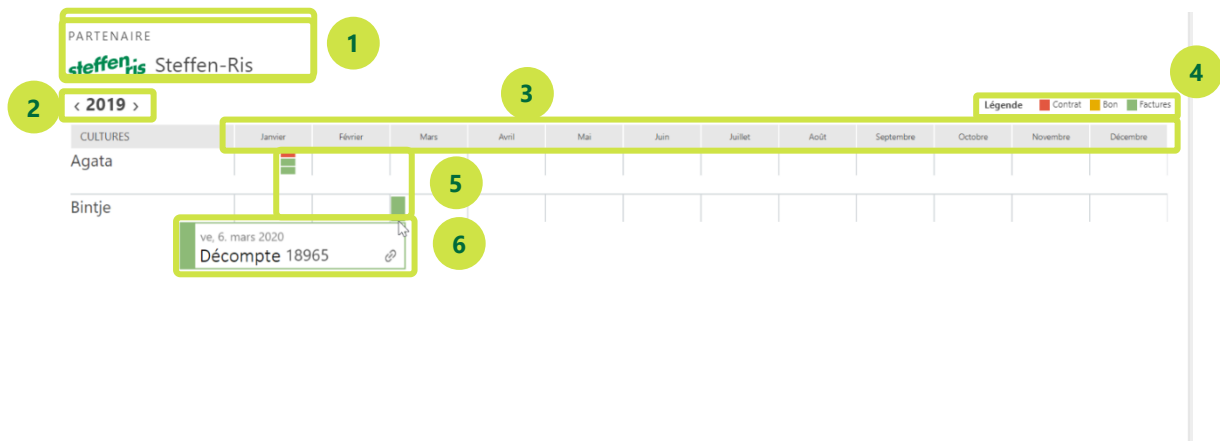 PARTENAIRE
1
steffen ris Steffen-Ris
4
2
‹ 2019 ›
3
Légende Contrat Bon Factures
CULTURES Janvier Février Mars Avril Mai Juin Juillet Août Septembre Octobre Novembre Décembre
Agata
5
Bintje
ve, 6. mars 2020
Décompte 18965
6